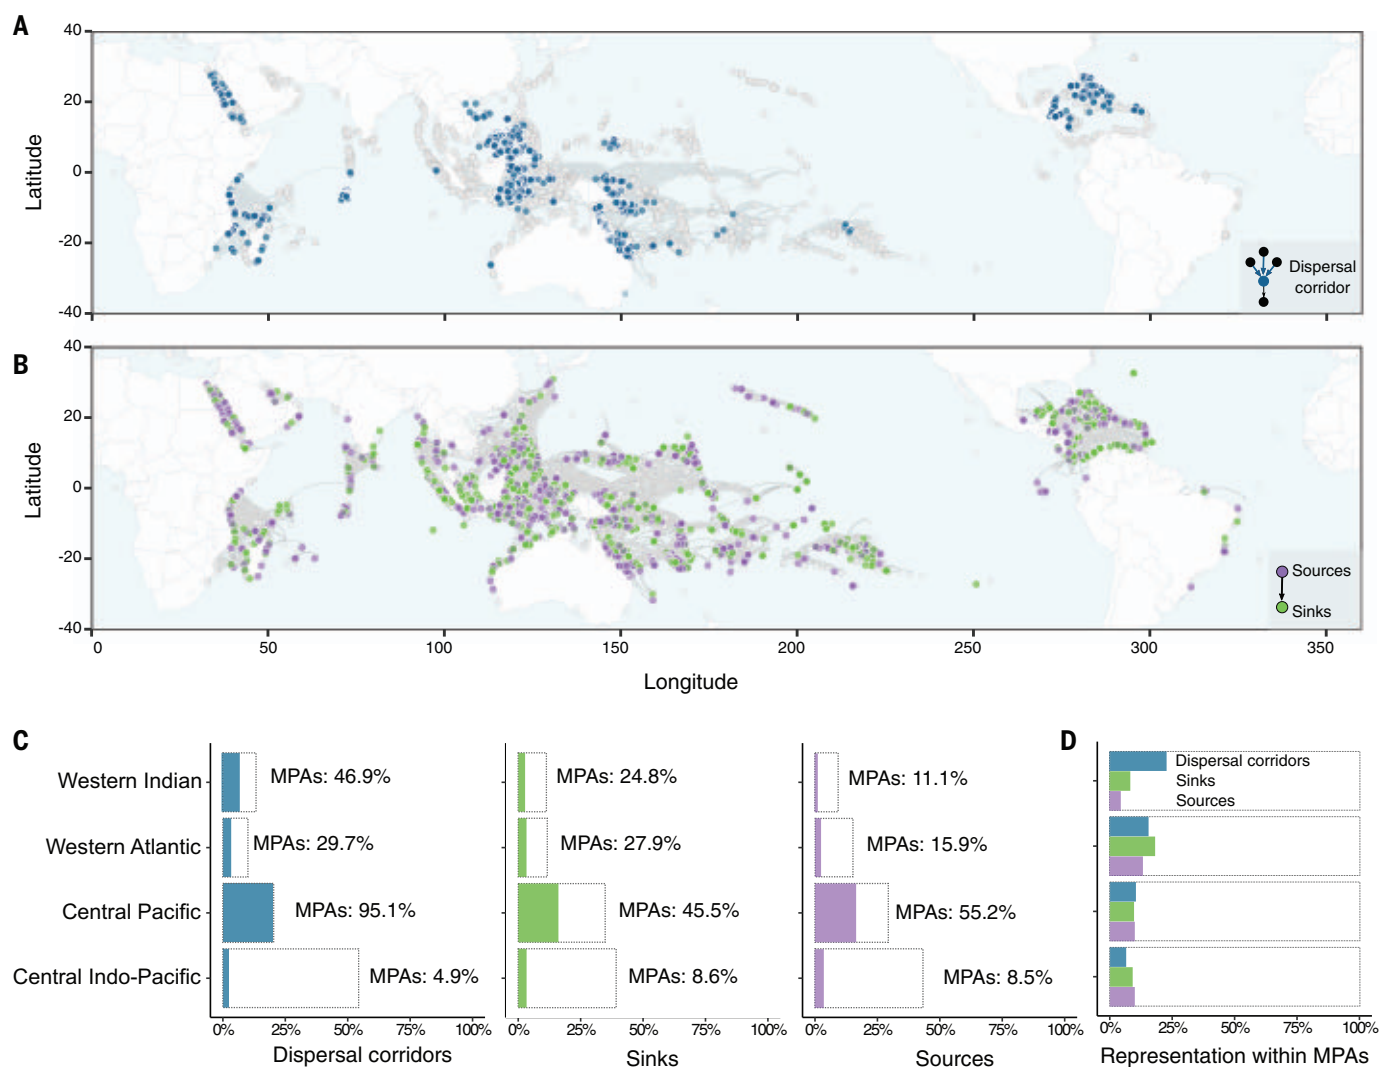 A
40
20
0
-20
-40
Latitude
Dispersal
corridor
B
40
20
0
-20
-40
Latitude
Sources
Sinks
0 50 100 150 200 250 300 350
Longitude
C
Western Indian
MPAs: 46.9%
MPAs: 24.8%
MPAs: 11.1%
Western Atlantic
MPAs: 29.7%
MPAs: 27.9%
MPAs: 15.9%
Central Pacific
MPAs: 95.1%
MPAs: 45.5%
MPAs: 55.2%
Central Indo-Pacific
MPAs: 4.9%
MPAs: 8.6%
MPAs: 8.5%
0% 25% 50% 75% 100%
Dispersal corridors
0% 25% 50% 75% 100%
Sinks
0% 25% 50% 75% 100%
Sources
D
Dispersal corridors
Sinks
Sources
0% 25% 50% 75% 100%
Representation within MPAs